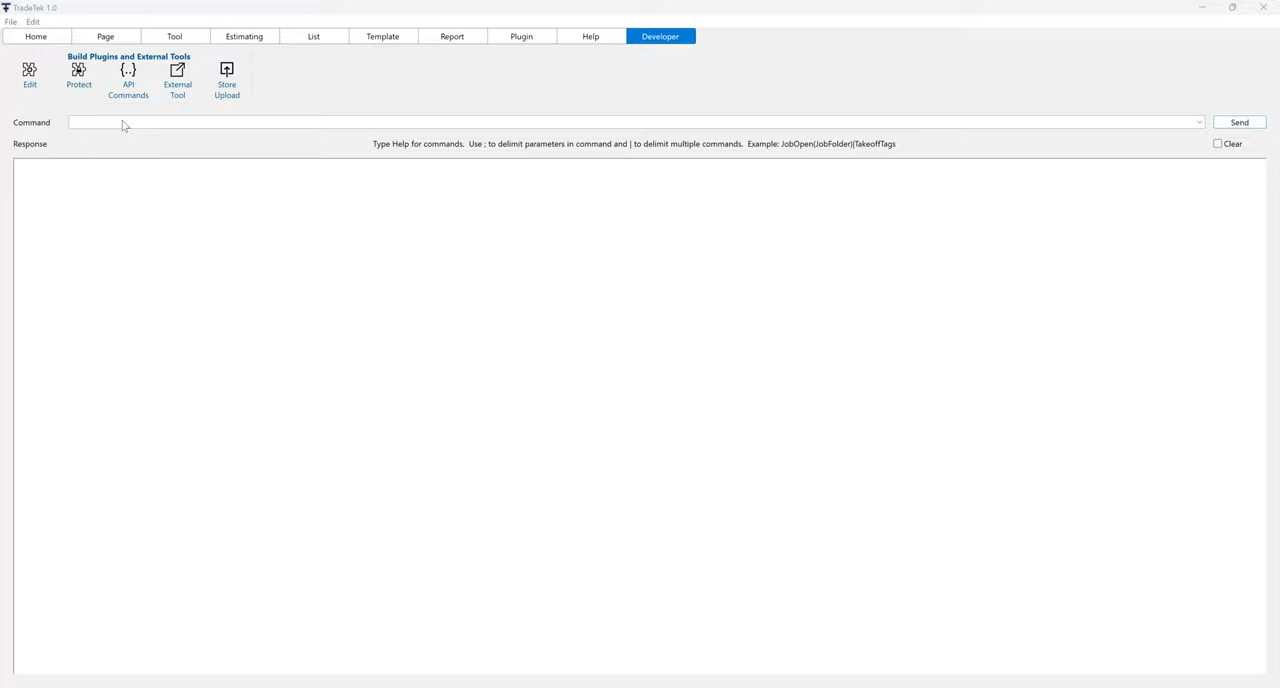 TradeTek 1.0
File Edit
Home Page Tool Estimating List Template Report Plugin Help Developer
Build Plugins and External Tools
Edit Protect API Commands External Tool Store Upload
Command Send
Response Type Help for commands. Use ; to delimit parameters in command and | to delimit multiple commands. Example: JobOpen(JobFolder)|TakeoffTags Clear